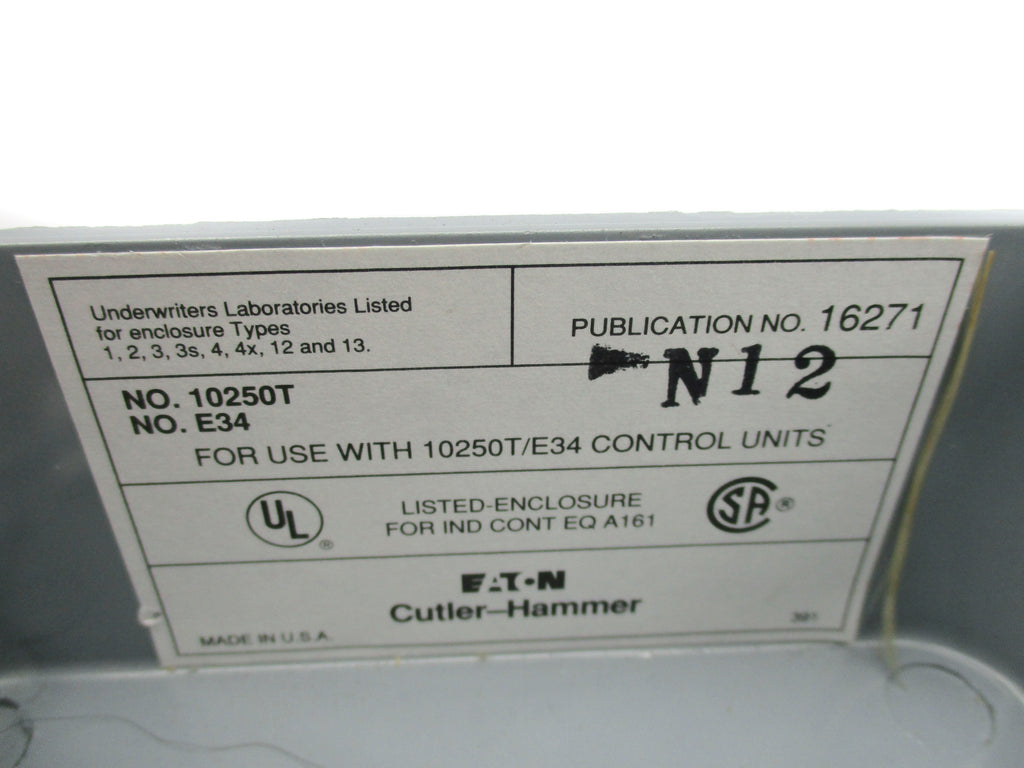 Underwriters Laboratories Listed
for enclosure Types
1, 2, 3, 3s, 4, 4x, 12 and 13.
PUBLICATION NO. 16271
N12
NO. 10250T
NO. E34
FOR USE WITH 10250T/E34 CONTROL UNITS
UL ®
LISTED-ENCLOSURE
FOR IND CONT EQ A161
SA ®
EATON
Cutler-Hammer
MADE IN U.S.A.